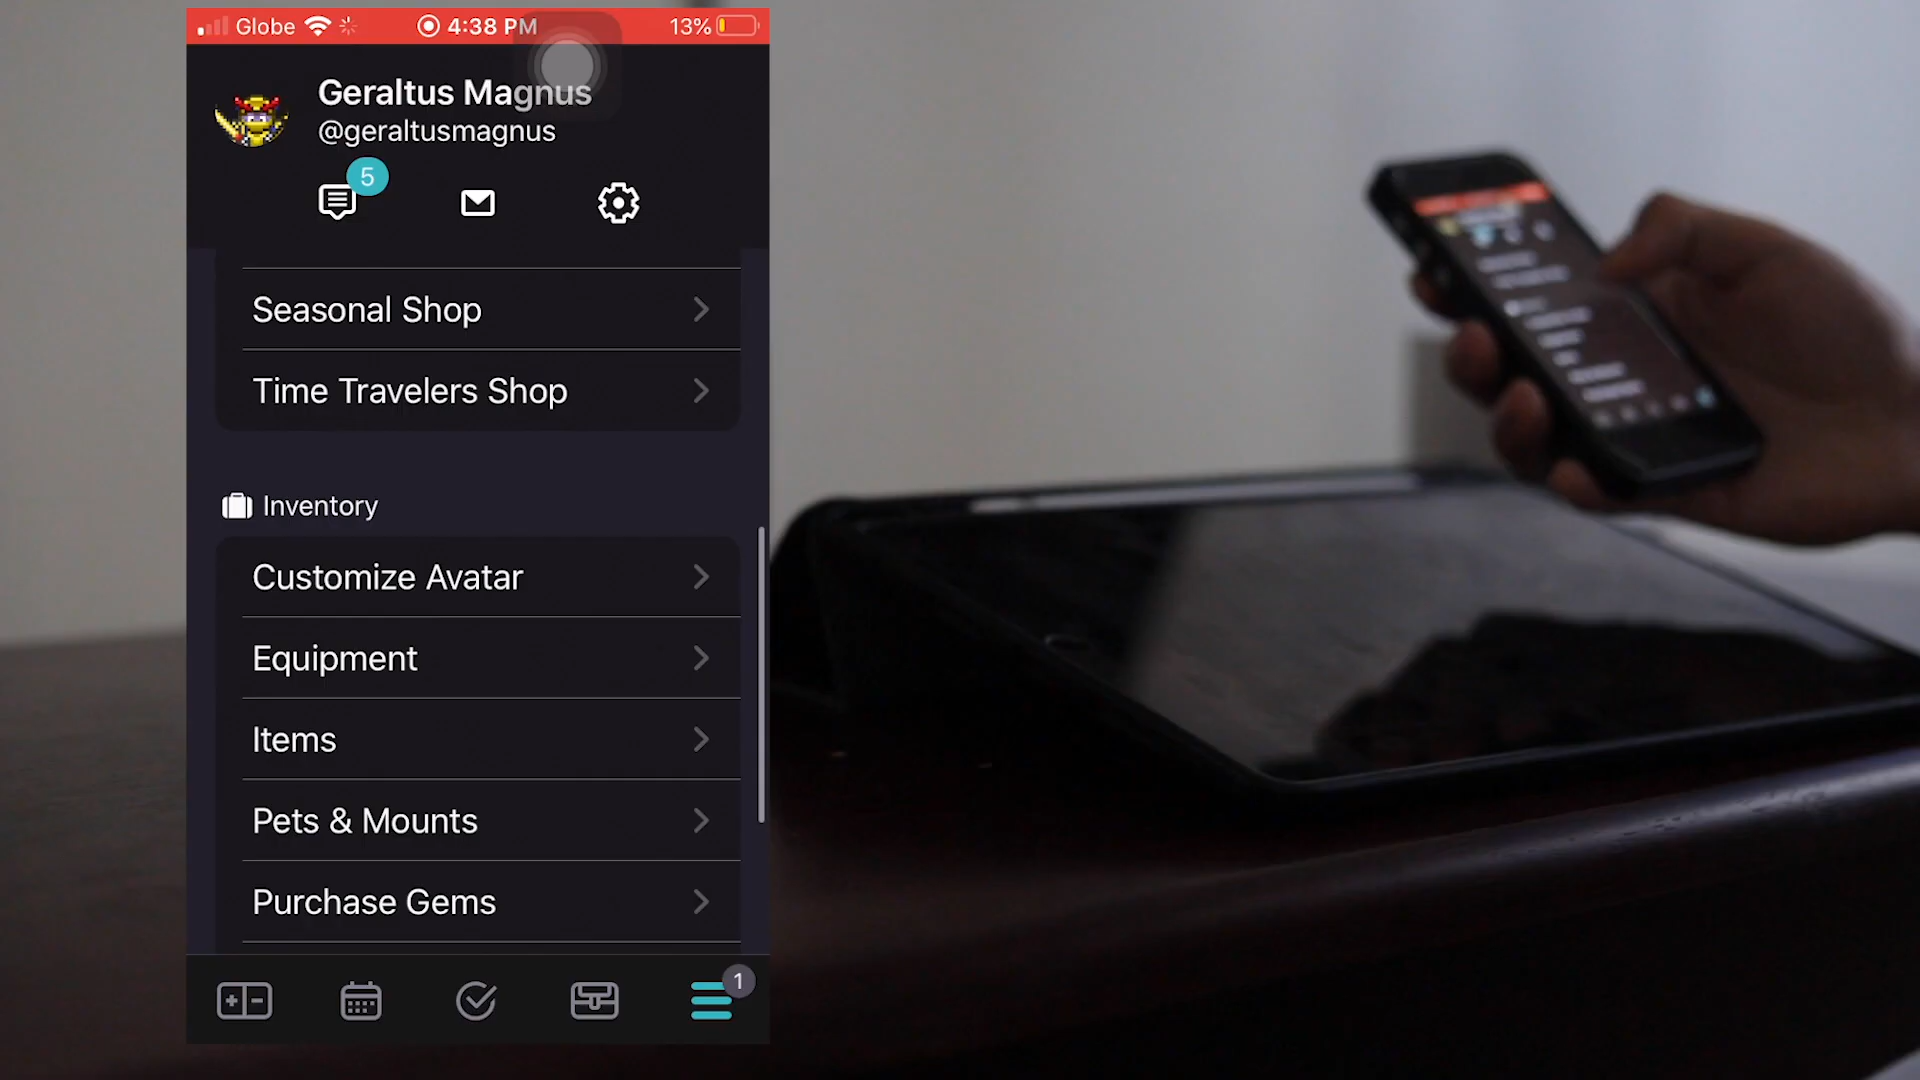 Globe 4:38 PM 13%
Geraltus Magnus
@geraltusmagnus
5
Seasonal Shop
Time Travelers Shop
Inventory
Customize Avatar
Equipment
Items
Pets & Mounts
Purchase Gems
1